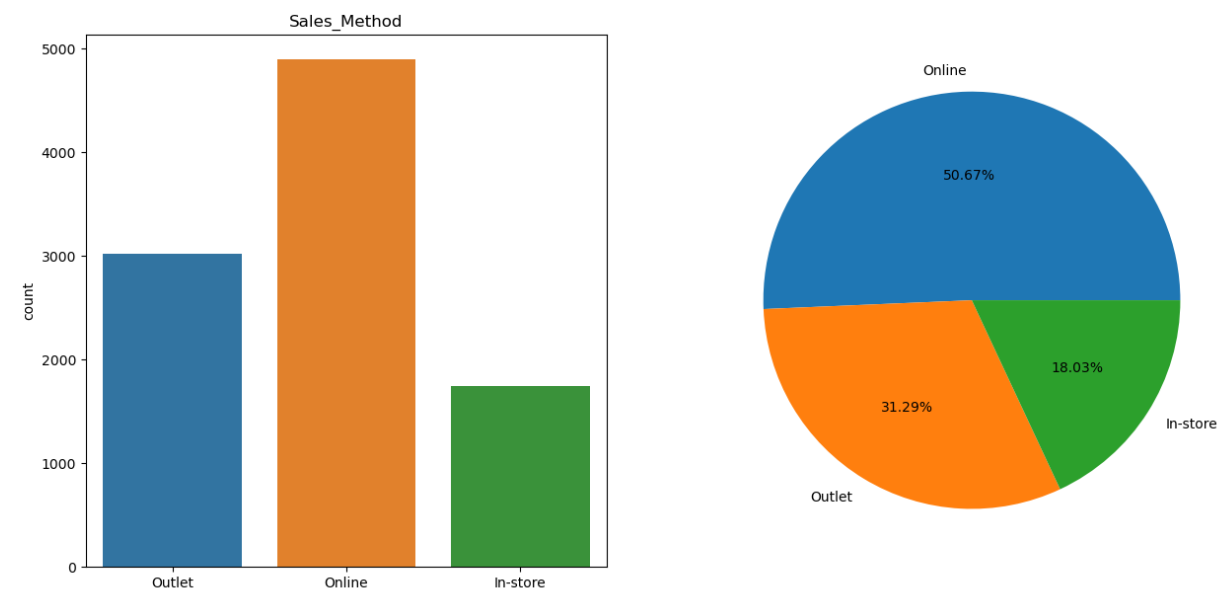 Sales_Method
5000
4000
3000
2000
1000
0
count
Outlet
Online
In-store
Online
50.67%
31.29%
18.03%
Outlet
In-store